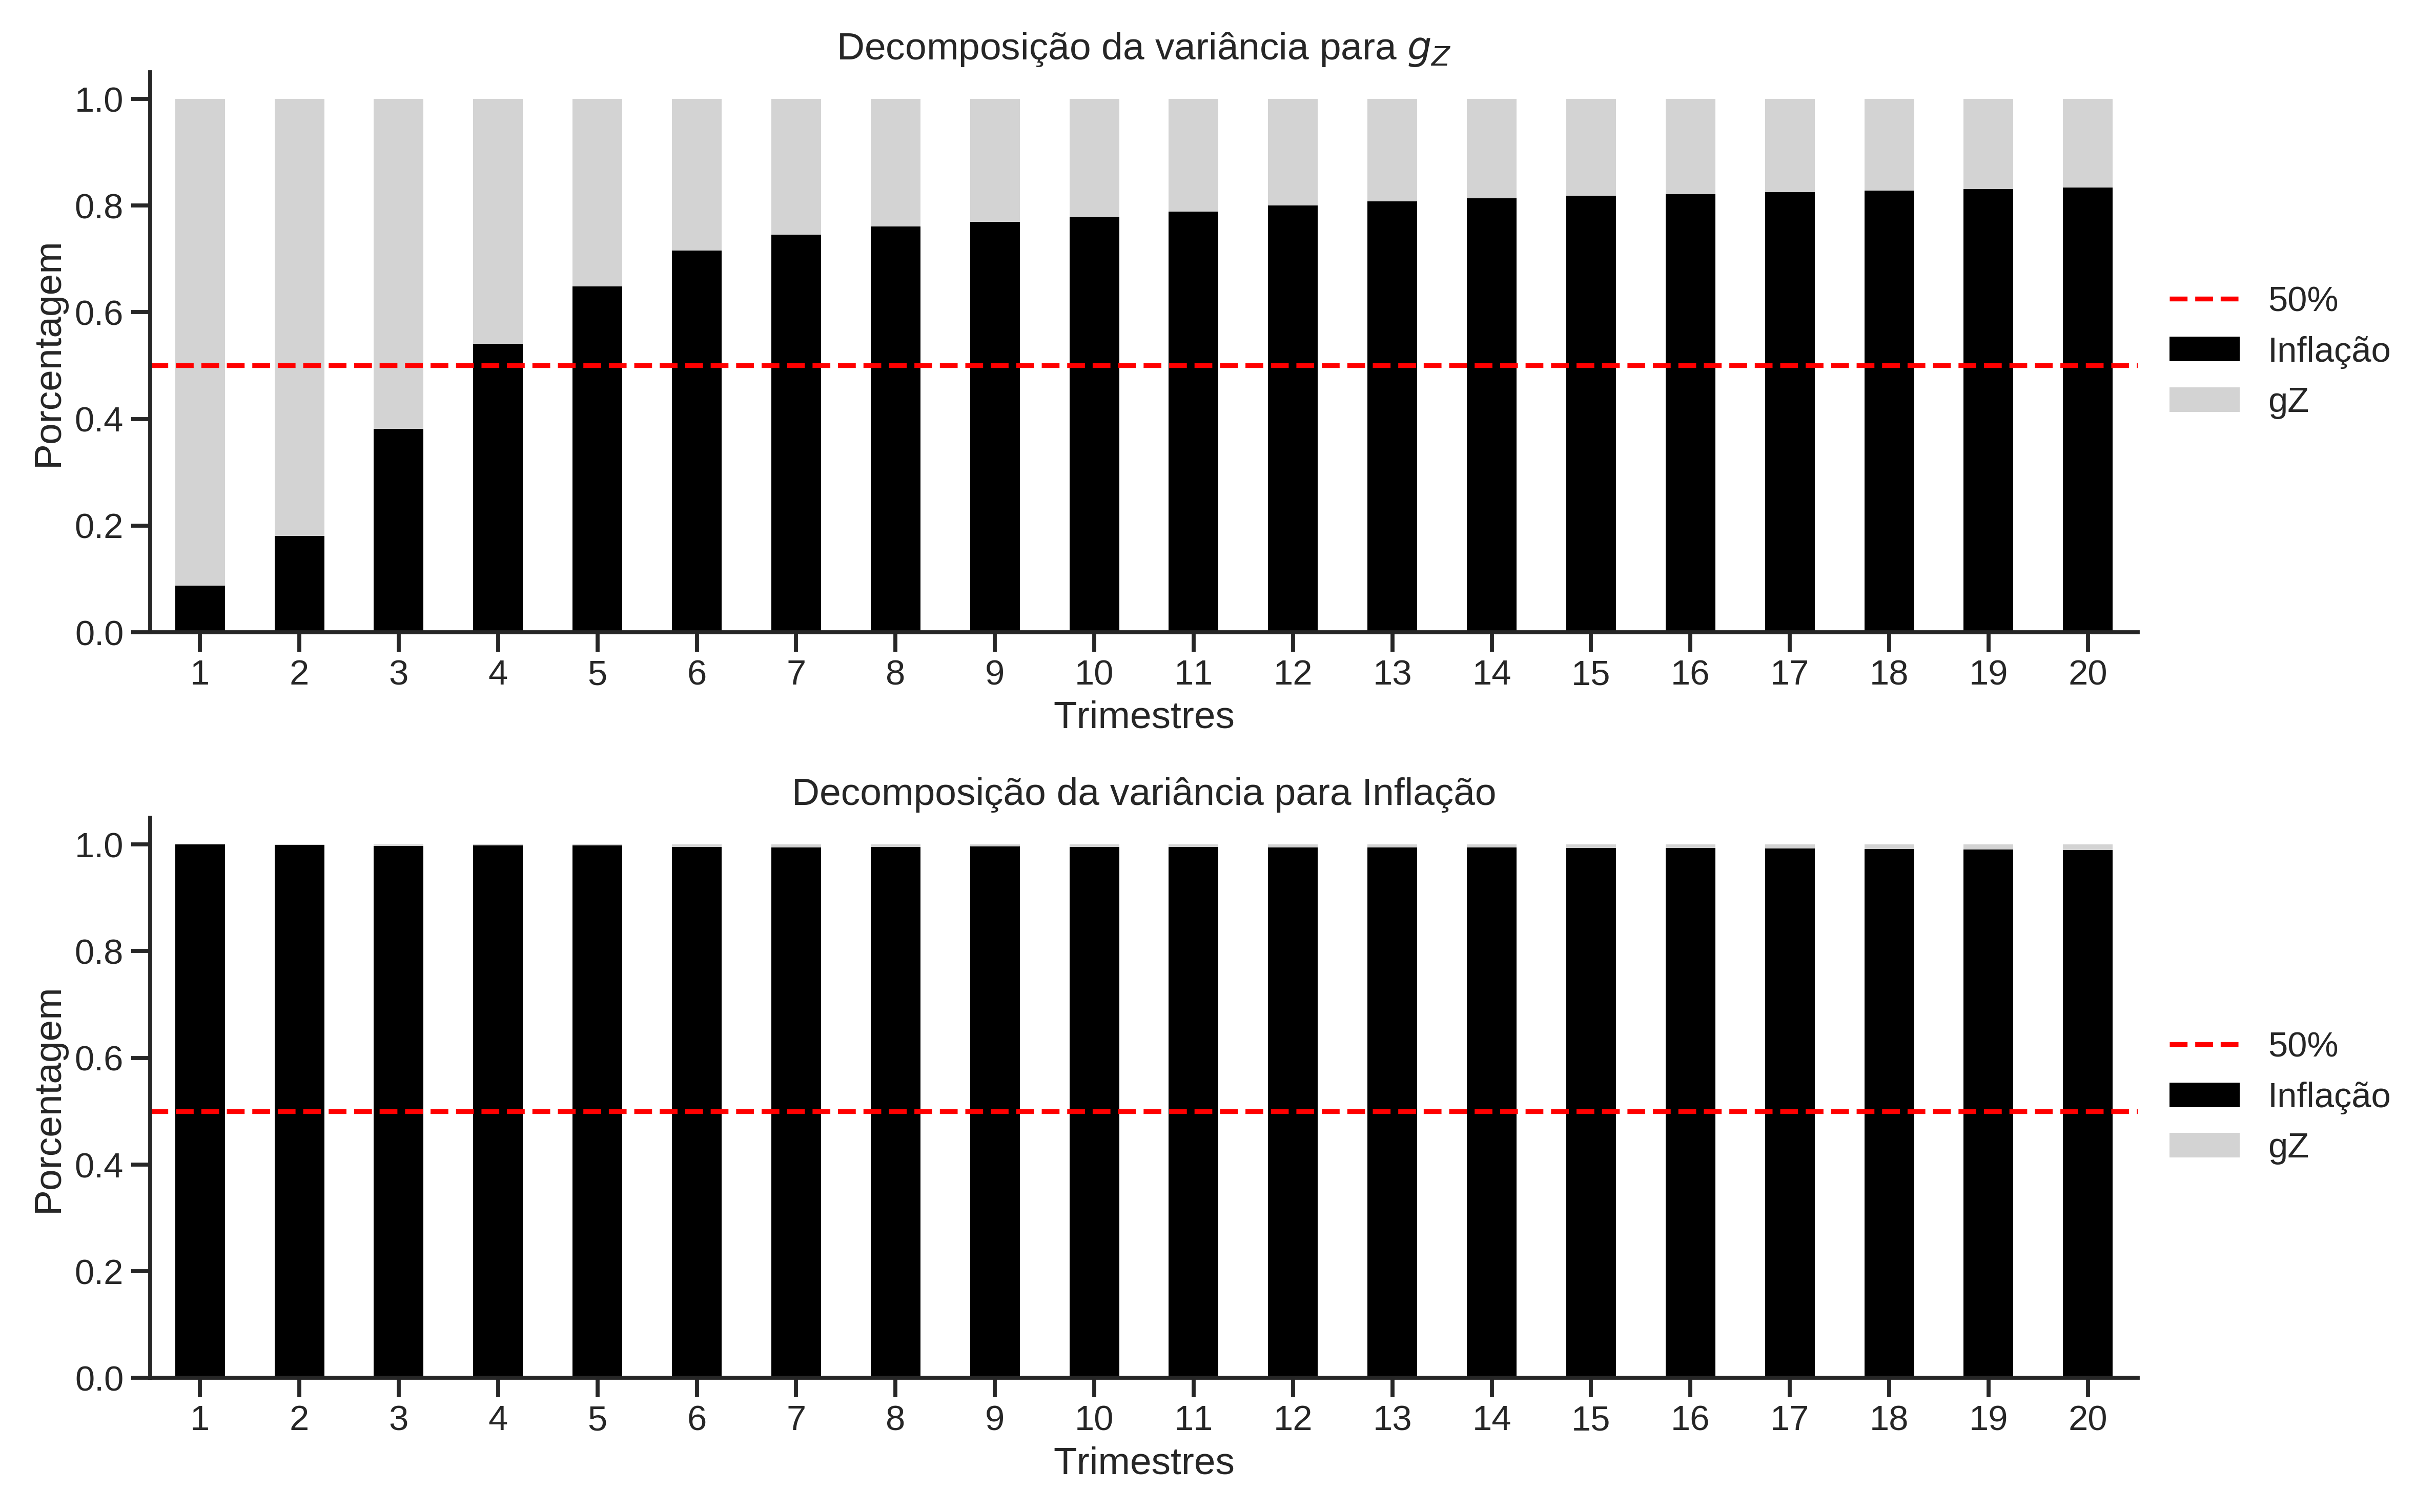 Decomposição da variância para gZ
1.0
0.8
0.6
0.4
0.2
0.0
Porcentagem
1 2 3 4 5 6 7 8 9 10 11 12 13 14 15 16 17 18 19 20
Trimestres
50%
Inflação
gZ
Decomposição da variância para Inflação
1.0
0.8
0.6
0.4
0.2
0.0
Porcentagem
1 2 3 4 5 6 7 8 9 10 11 12 13 14 15 16 17 18 19 20
Trimestres
50%
Inflação
gZ